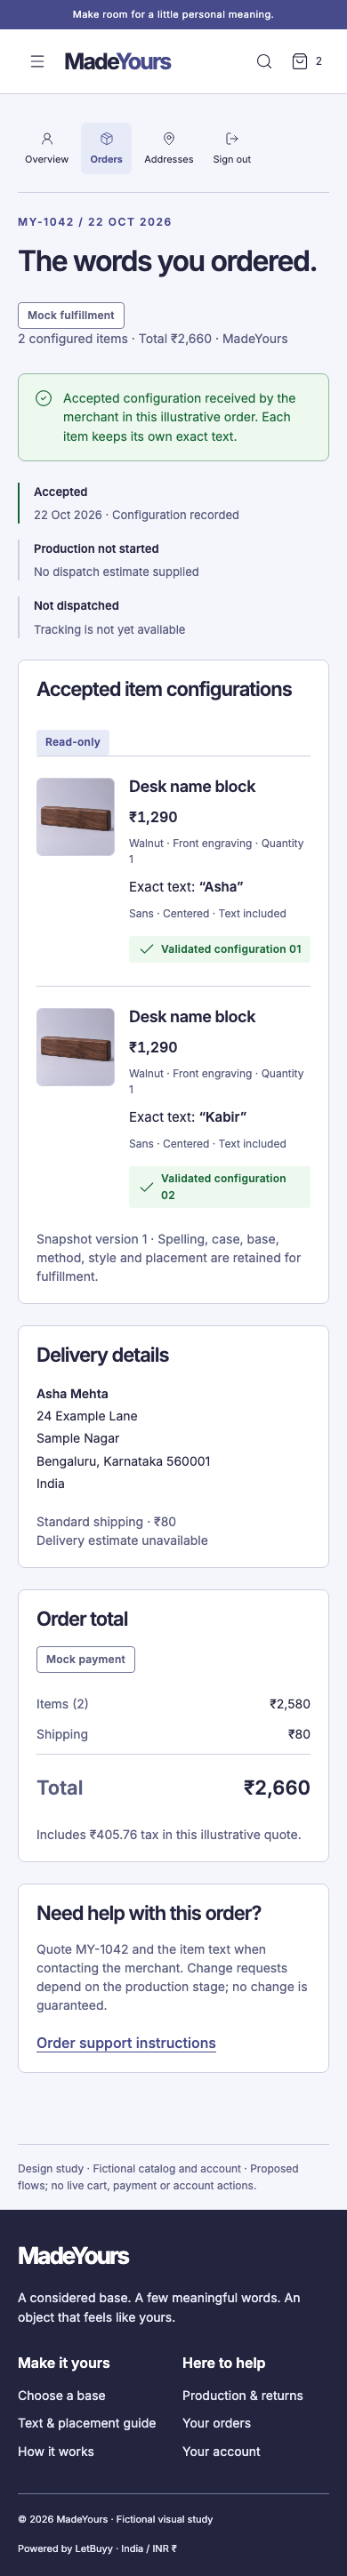 Make room for a little personal meaning.
MadeYours
2
Overview
Orders
Addresses
Sign out
MY-1042 / 22 OCT 2026
The words you ordered.
Mock fulfillment
2 configured items · Total ₹2,660 · MadeYours
Accepted configuration received by the
merchant in this illustrative order. Each
item keeps its own exact text.
Accepted
22 Oct 2026 · Configuration recorded
Production not started
No dispatch estimate supplied
Not dispatched
Tracking is not yet available
Accepted item configurations
Read-only
Desk name block
₹1,290
Walnut · Front engraving · Quantity
1
Exact text: “Asha”
Sans · Centered · Text included
Validated configuration 01
Desk name block
₹1,290
Walnut · Front engraving · Quantity
1
Exact text: “Kabir”
Sans · Centered · Text included
Validated configuration
02
Snapshot version 1 · Spelling, case, base,
method, style and placement are retained for
fulfillment.
Delivery details
Asha Mehta
24 Example Lane
Sample Nagar
Bengaluru, Karnataka 560001
India
Standard shipping · ₹80
Delivery estimate unavailable
Order total
Mock payment
Items (2) ₹2,580
Shipping ₹80
Total ₹2,660
Includes ₹405.76 tax in this illustrative quote.
Need help with this order?
Quote MY-1042 and the item text when
contacting the merchant. Change requests
depend on the production stage; no change is
guaranteed.
Order support instructions
Design study · Fictional catalog and account · Proposed
flows; no live cart, payment or account actions.
MadeYours
A considered base. A few meaningful words. An
object that feels like yours.
Make it yours
Choose a base
Text & placement guide
How it works
Here to help
Production & returns
Your orders
Your account
© 2026 MadeYours · Fictional visual study
Powered by LetBuyy · India / INR ₹